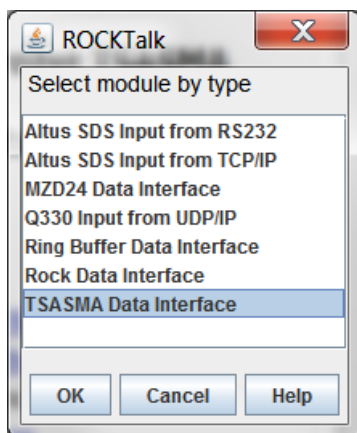 ROCKTalk
Select module by type
Altus SDS Input from RS232
Altus SDS Input from TCP/IP
MZD24 Data Interface
Q330 Input from UDP/IP
Ring Buffer Data Interface
Rock Data Interface
TSASMA Data Interface
OK Cancel Help